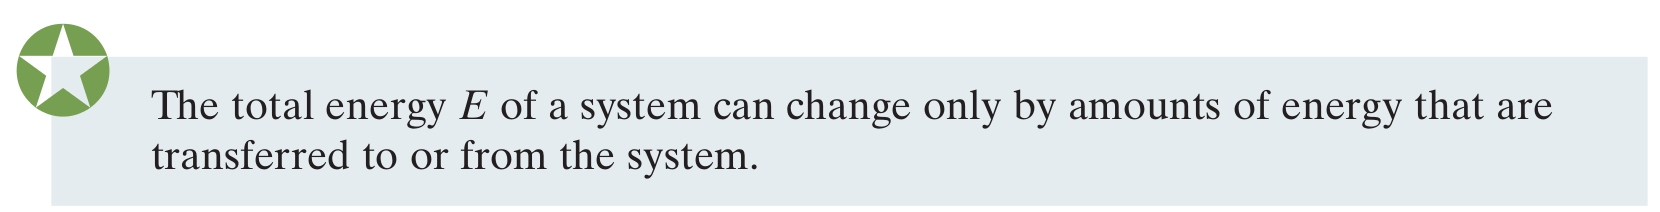 The total energy E of a system can change only by amounts of energy that are
transferred to or from the system.